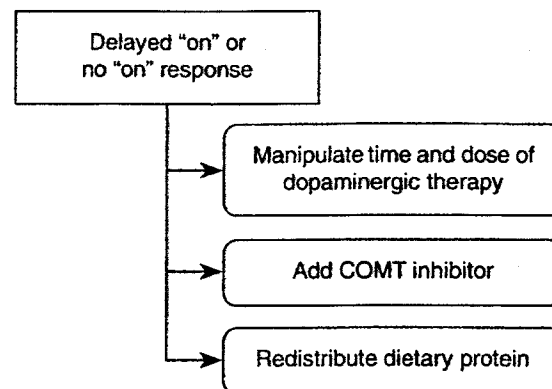 Delayed “on” or
no “on” response
Manipulate time and dose of
dopaminergic therapy
Add COMT inhibitor
Redistribute dietary protein